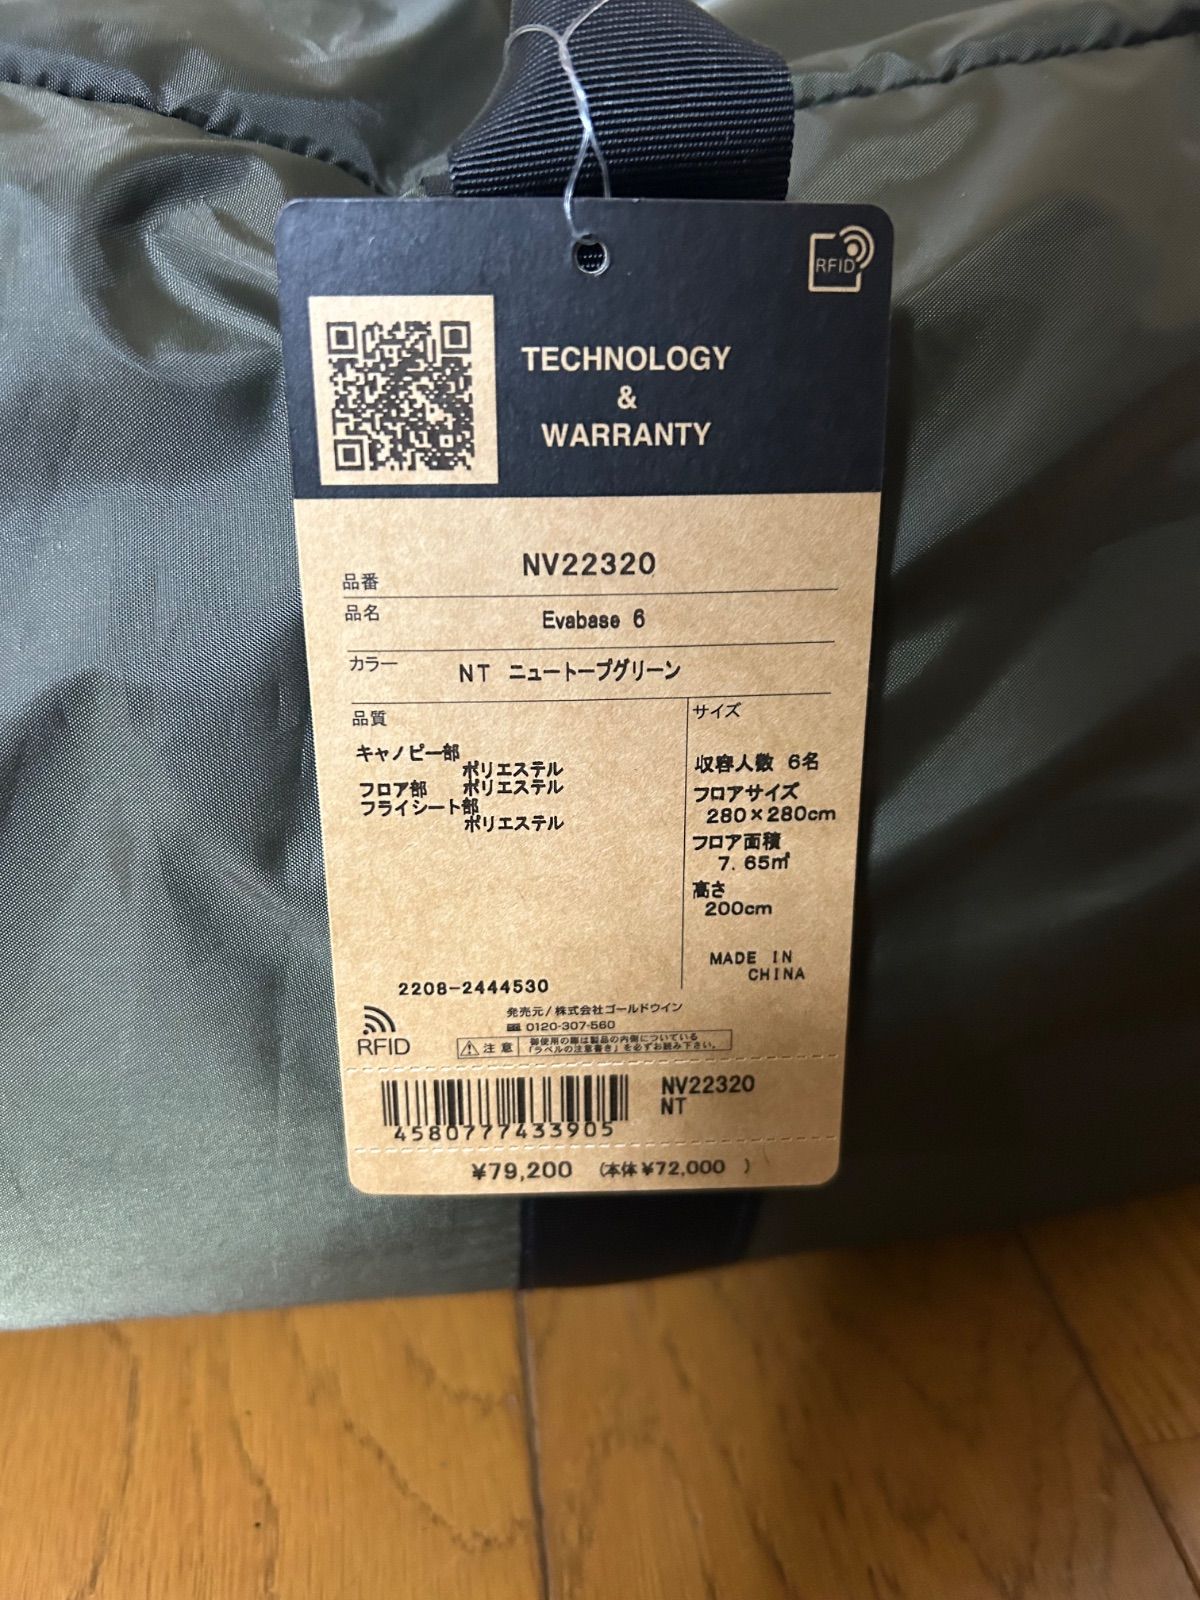 RFID
TECHNOLOGY
&
WARRANTY
品番 NV22320
品名 Evabase 6
カラー NT ニュートープグリーン
品質
キャノピー部
ポリエステル
フロア部 ポリエステル
フライシート部
ポリエステル
サイズ
収容人数 6名
フロアサイズ
280×280cm
フロア面積
7.65㎡
高さ
200cm
MADE IN
CHINA
2208-2444530
RFID
発売元/株式会社ゴールドウイン
0120-307-560
注意 御使用の際は製品の内側についている
「ラベルの注意書き」を必ずお読み下さい。
4580777433905
NV22320
NT
¥79,200 (本体¥72,000 )